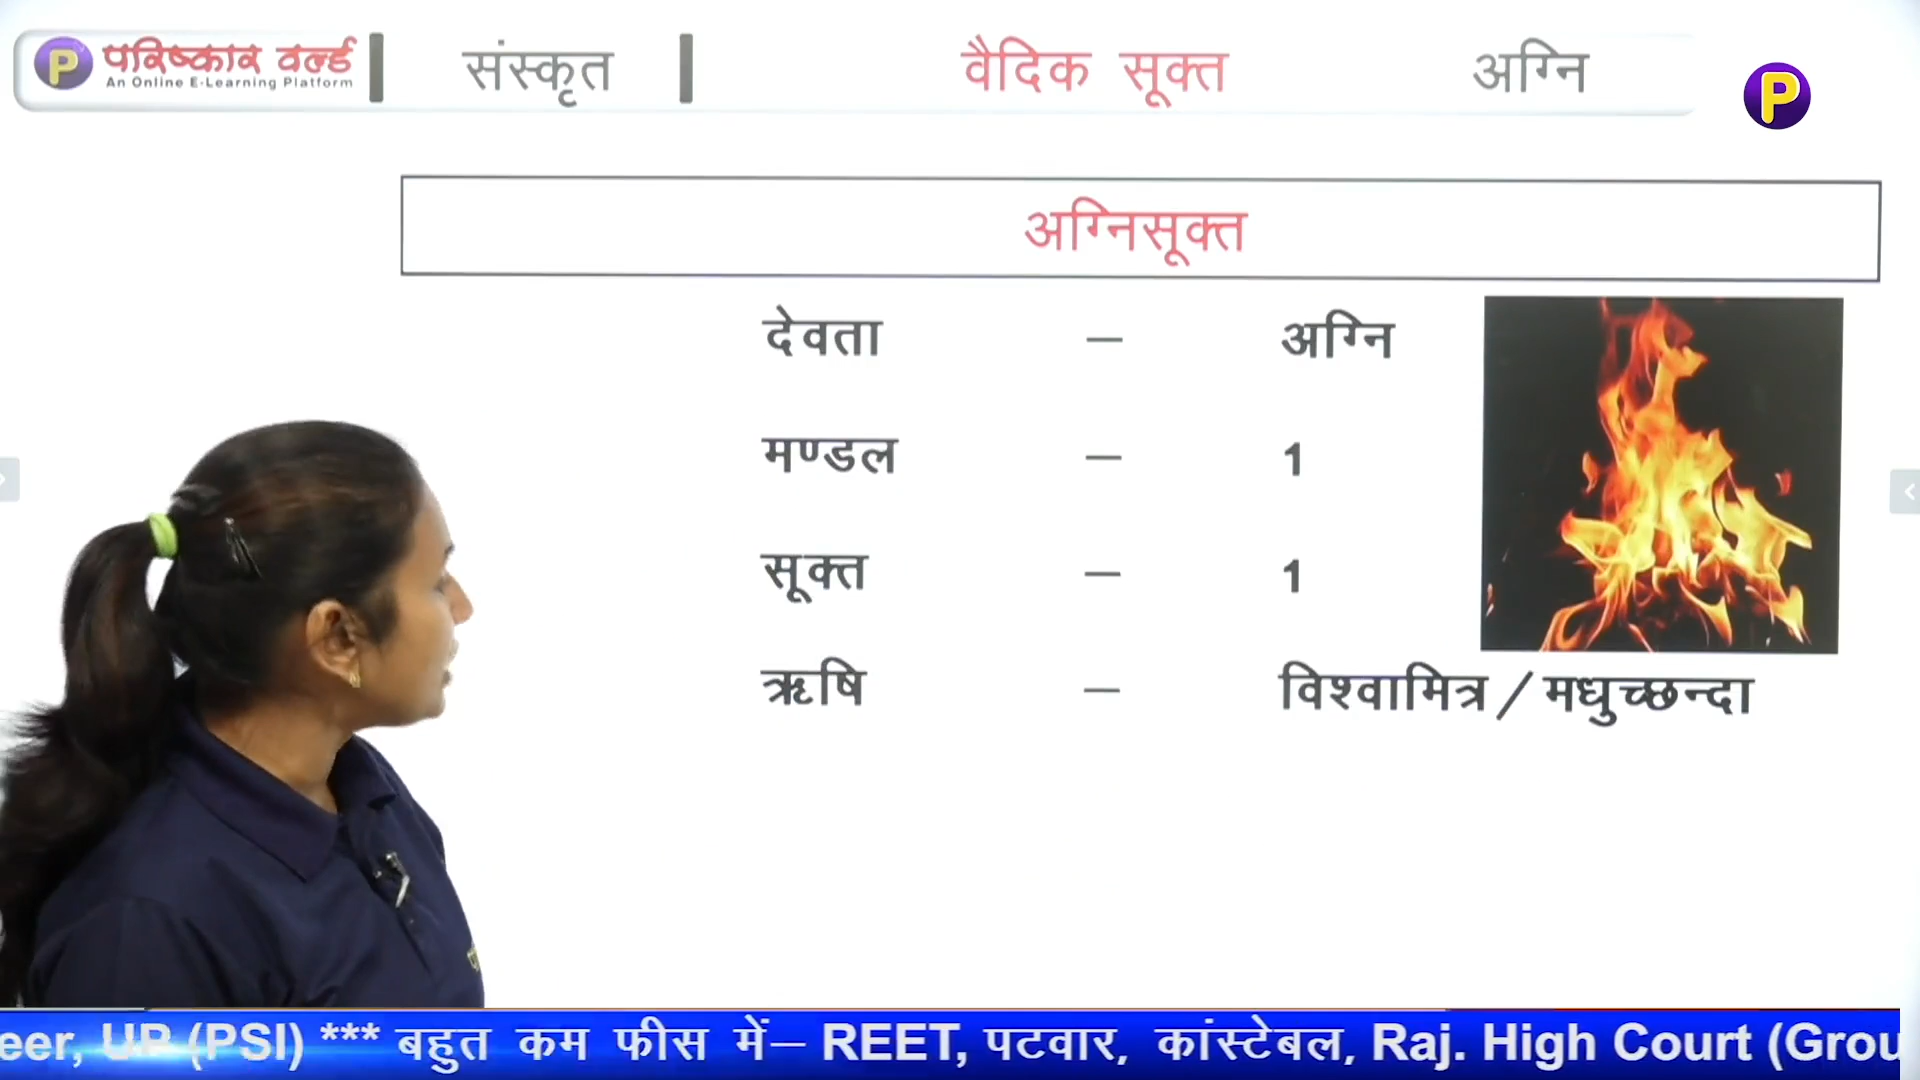 परिष्कार वर्ल्ड
An Online E-Learning Platform
संस्कृत
वैदिक सूक्त
अग्नि
P
अग्निसूक्त
देवता – अग्नि
मण्डल – 1
सूक्त – 1
ऋषि – विश्वामित्र / मधुच्छन्दा
eer, UP (PSI) *** बहुत कम फीस में– REET, पटवार, कांस्टेबल, Raj. High Court (Grou